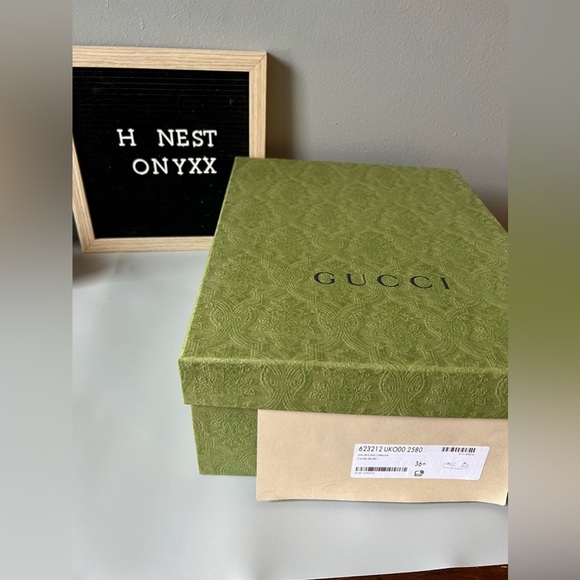 H NEST
ONYXX
GUCCI
623212 UKO00 2580
36+